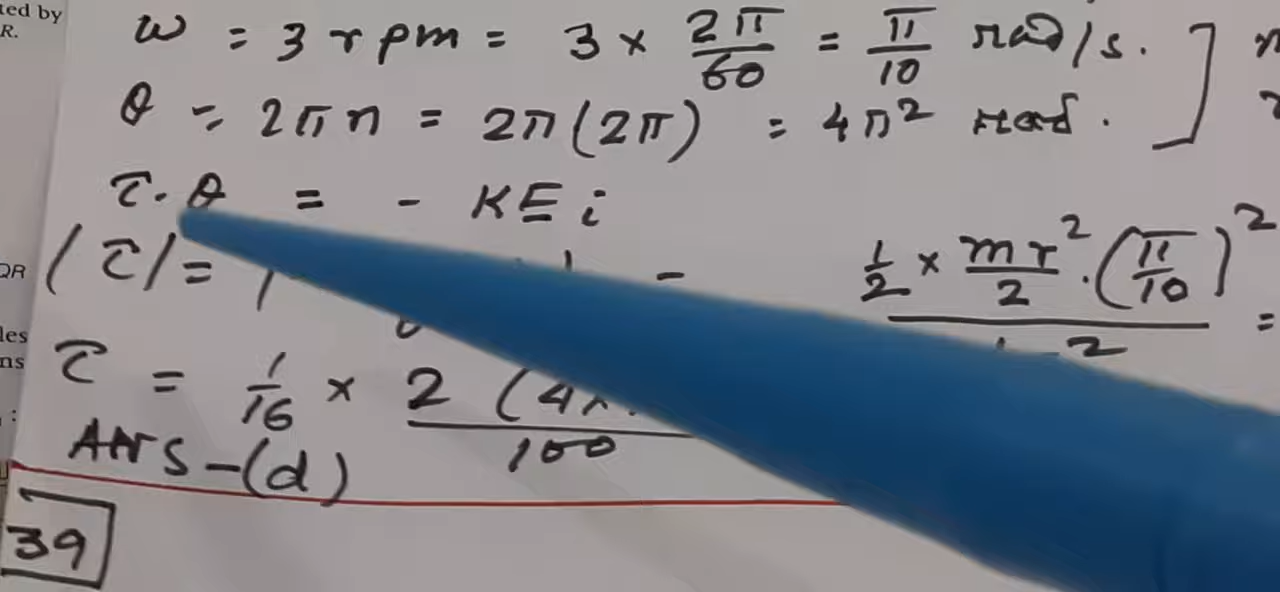 ted by
R.
ω = 3 rpm = 3 × 2π/60 = π/10 rad/s.
θ = 2πn = 2π(2π) = 4π² rad.
τ·θ = - KEi
QR
|τ| = 1/2 × mr²/2 · (π/10)² =
les
ns
τ = 1/16 × 2 (4 / 100
:
ANS-(d)
39